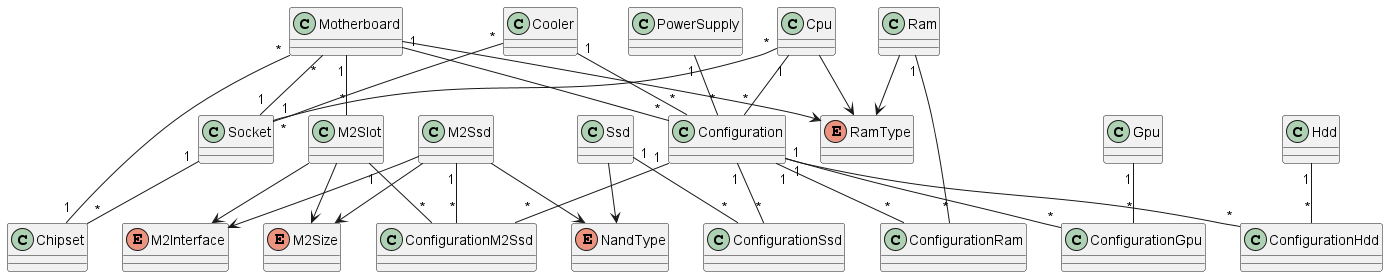 C Motherboard
C Cooler
C PowerSupply
C Cpu
C Ram
* 1 * 1 * 1
* 1 1 1 1
1 * 1 * * * *
C Socket
C M2Slot
C M2Ssd
C Ssd
C Configuration
E RamType
C Gpu
C Hdd
1 1 1 1 1
1 1 1 1 1 1 1
1 * * * * * * * * * * *
C Chipset
E M2Interface
E M2Size
C ConfigurationM2Ssd
E NandType
C ConfigurationSsd
C ConfigurationRam
C ConfigurationGpu
C ConfigurationHdd